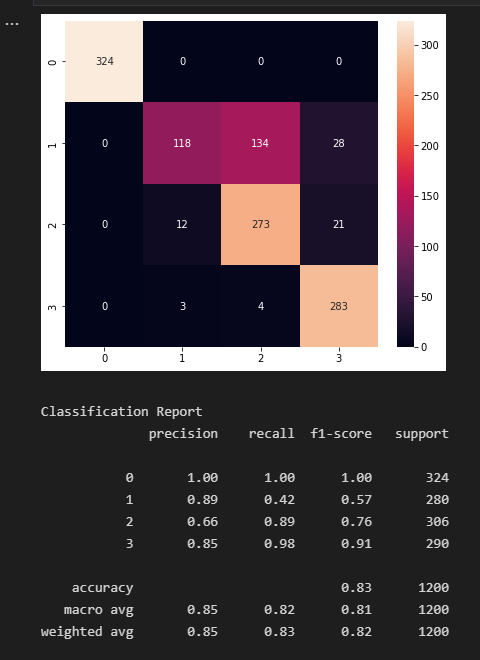 ...
0 324 0 0 0
1 0 118 134 28
2 0 12 273 21
3 0 3 4 283
0 1 2 3
300
250
200
150
100
50
0
Classification Report
precision recall f1-score support
0 1.00 1.00 1.00 324
1 0.89 0.42 0.57 280
2 0.66 0.89 0.76 306
3 0.85 0.98 0.91 290
accuracy 0.83 1200
macro avg 0.85 0.82 0.81 1200
weighted avg 0.85 0.83 0.82 1200